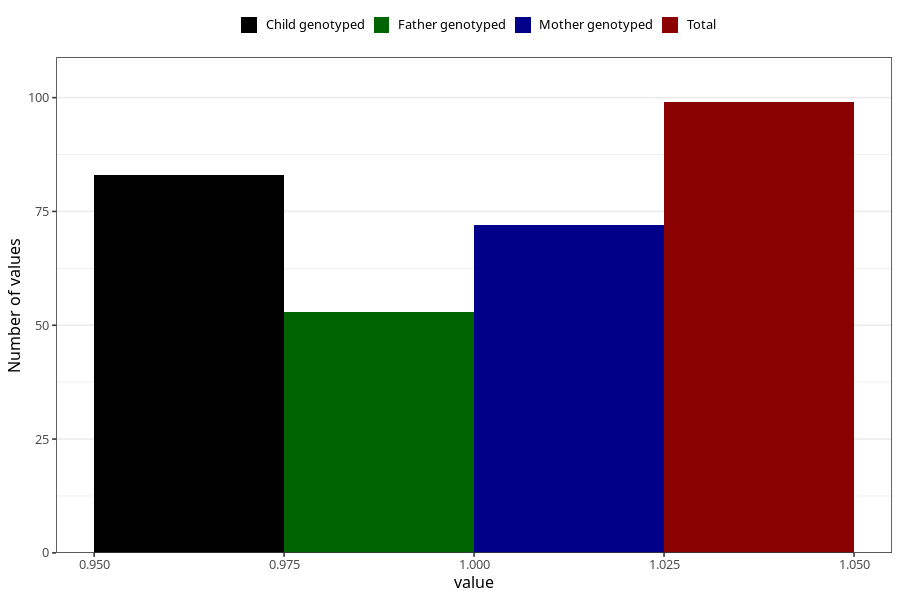 Child genotyped Father genotyped Mother genotyped Total
Number of values
100
75
50
25
0
0.950 0.975 1.000 1.025 1.050
value